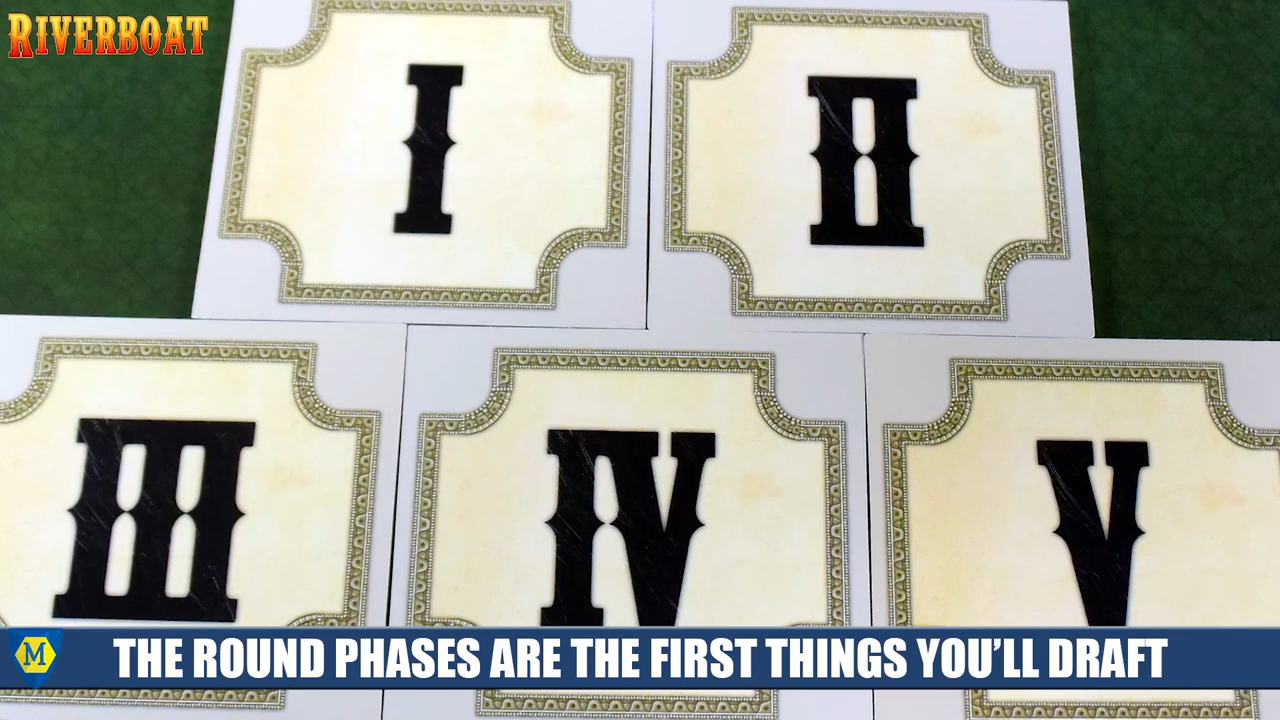 RIVERBOAT
I
II
III
IV
V
M
THE ROUND PHASES ARE THE FIRST THINGS YOU'LL DRAFT